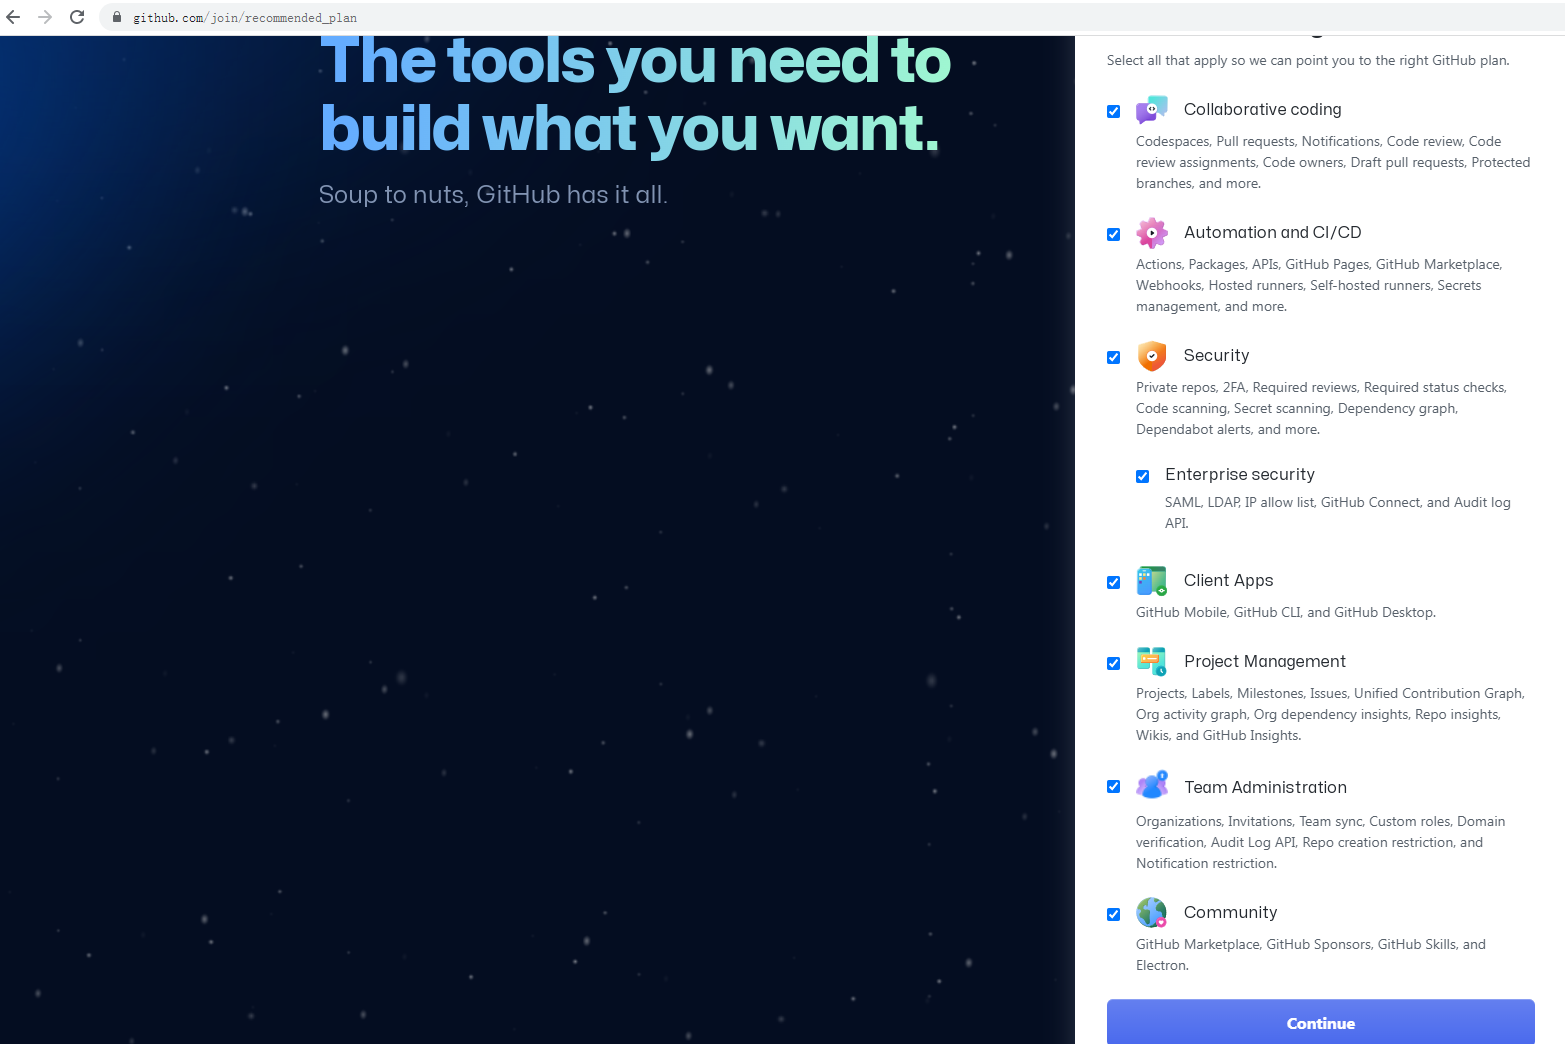 github.com/join/recommended_plan
The tools you need to
build what you want.
Soup to nuts, GitHub has it all.
Select all that apply so we can point you to the right GitHub plan.
Collaborative coding
Codespaces, Pull requests, Notifications, Code review, Code
review assignments, Code owners, Draft pull requests, Protected
branches, and more.
Automation and CI/CD
Actions, Packages, APIs, GitHub Pages, GitHub Marketplace,
Webhooks, Hosted runners, Self-hosted runners, Secrets
management, and more.
Security
Private repos, 2FA, Required reviews, Required status checks,
Code scanning, Secret scanning, Dependency graph,
Dependabot alerts, and more.
Enterprise security
SAML, LDAP, IP allow list, GitHub Connect, and Audit log
API.
Client Apps
GitHub Mobile, GitHub CLI, and GitHub Desktop.
Project Management
Projects, Labels, Milestones, Issues, Unified Contribution Graph,
Org activity graph, Org dependency insights, Repo insights,
Wikis, and GitHub Insights.
Team Administration
Organizations, Invitations, Team sync, Custom roles, Domain
verification, Audit Log API, Repo creation restriction, and
Notification restriction.
Community
GitHub Marketplace, GitHub Sponsors, GitHub Skills, and
Electron.
Continue